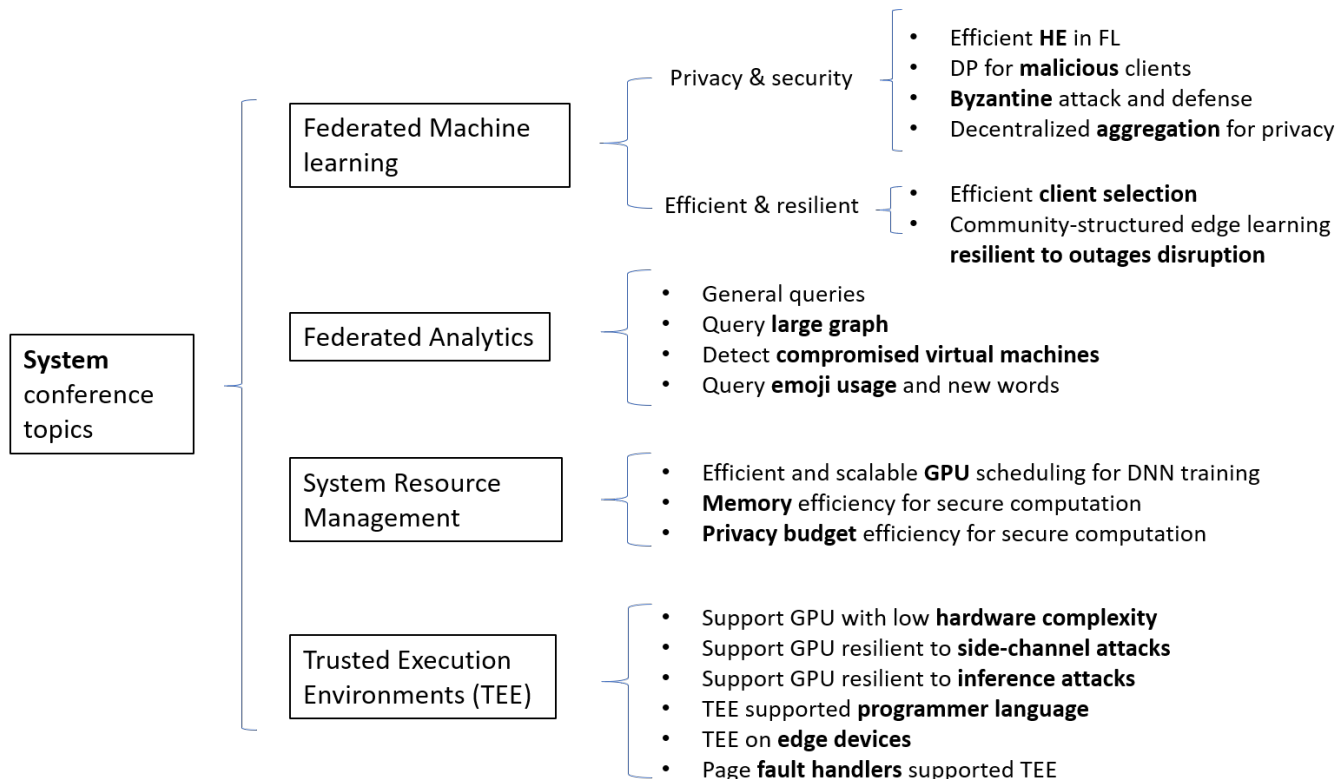 System
conference
topics
Federated Machine
learning
Privacy & security
• Efficient HE in FL
• DP for malicious clients
• Byzantine attack and defense
• Decentralized aggregation for privacy
Efficient & resilient
• Efficient client selection
• Community-structured edge learning
resilient to outages disruption
Federated Analytics
• General queries
• Query large graph
• Detect compromised virtual machines
• Query emoji usage and new words
System Resource
Management
• Efficient and scalable GPU scheduling for DNN training
• Memory efficiency for secure computation
• Privacy budget efficiency for secure computation
Trusted Execution
Environments (TEE)
• Support GPU with low hardware complexity
• Support GPU resilient to side-channel attacks
• Support GPU resilient to inference attacks
• TEE supported programmer language
• TEE on edge devices
• Page fault handlers supported TEE